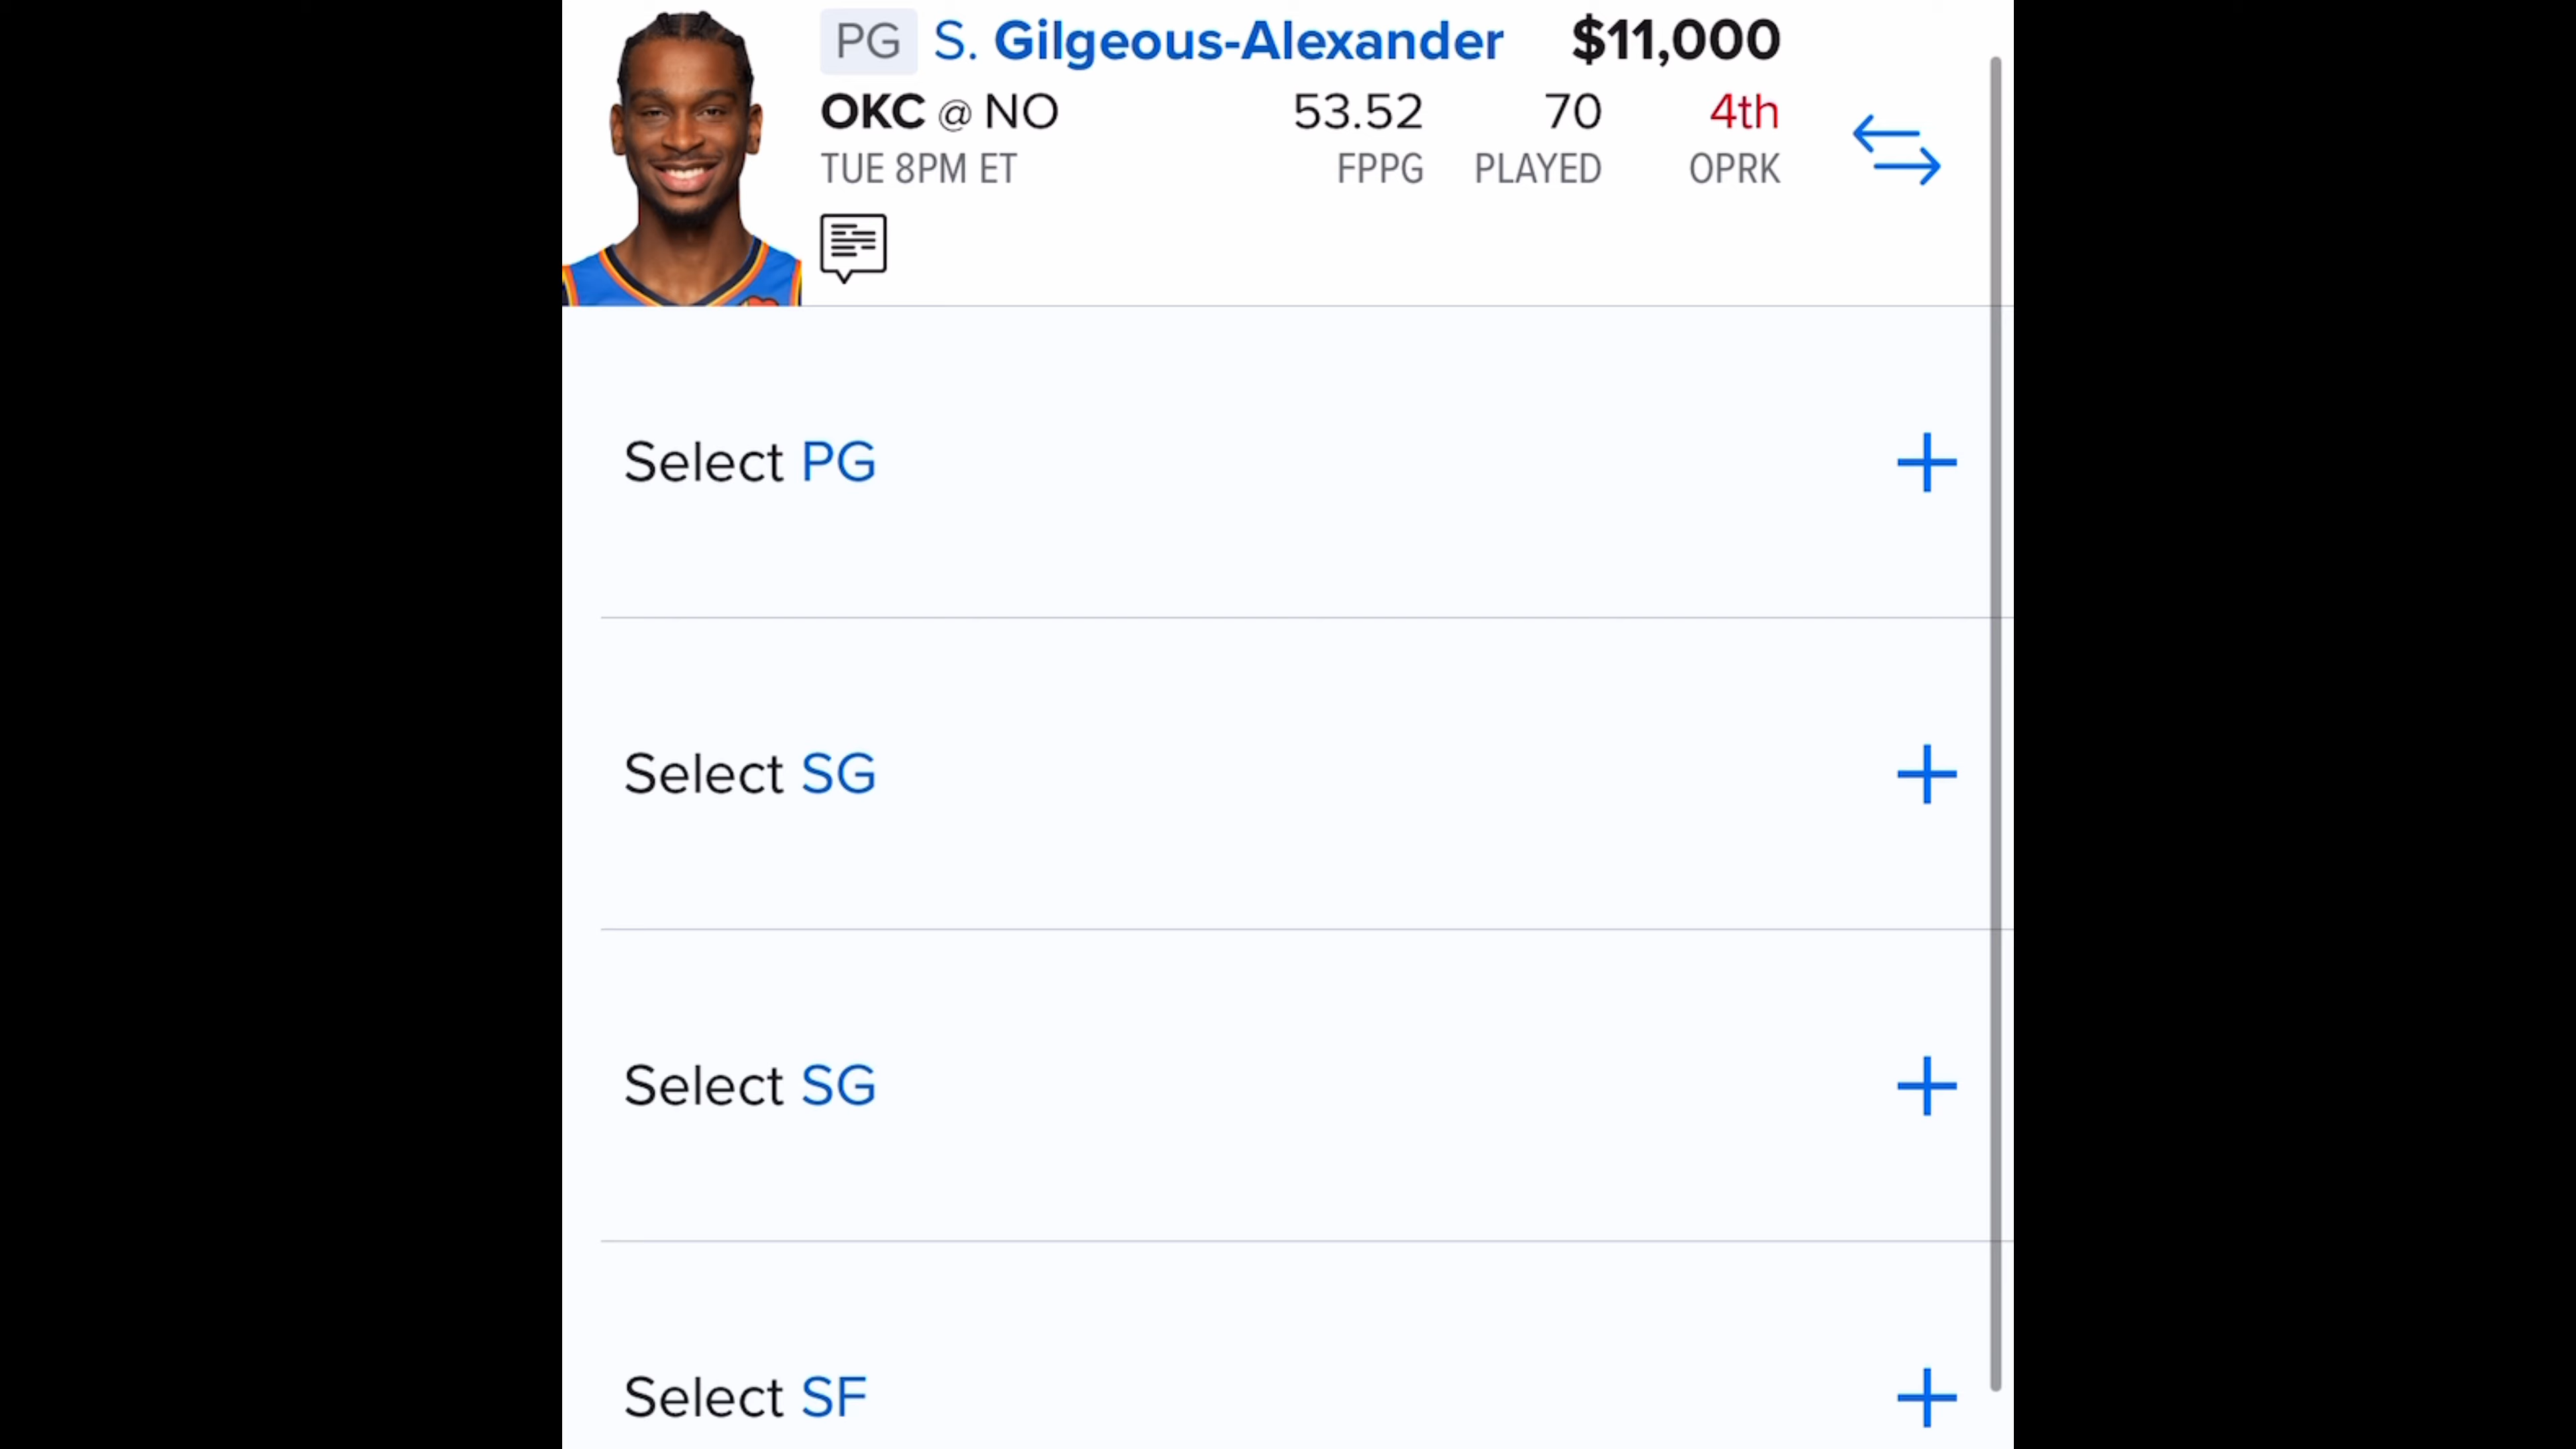 PG S. Gilgeous-Alexander $11,000
OKC @ NO 53.52 70 4th
TUE 8PM ET FPPG PLAYED OPRK
Select PG
Select SG
Select SG
Select SF